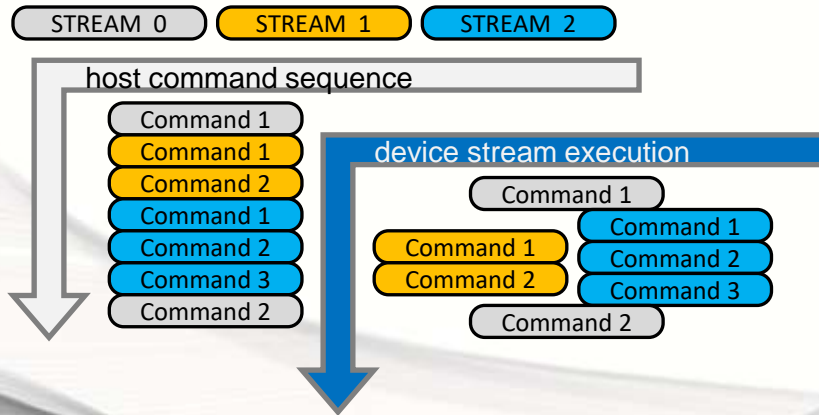 STREAM 0
STREAM 1
STREAM 2
host command sequence
Command 1
Command 1
Command 2
Command 1
Command 2
Command 3
Command 2
device stream execution
Command 1
Command 1
Command 2
Command 3
Command 1
Command 2
Command 2